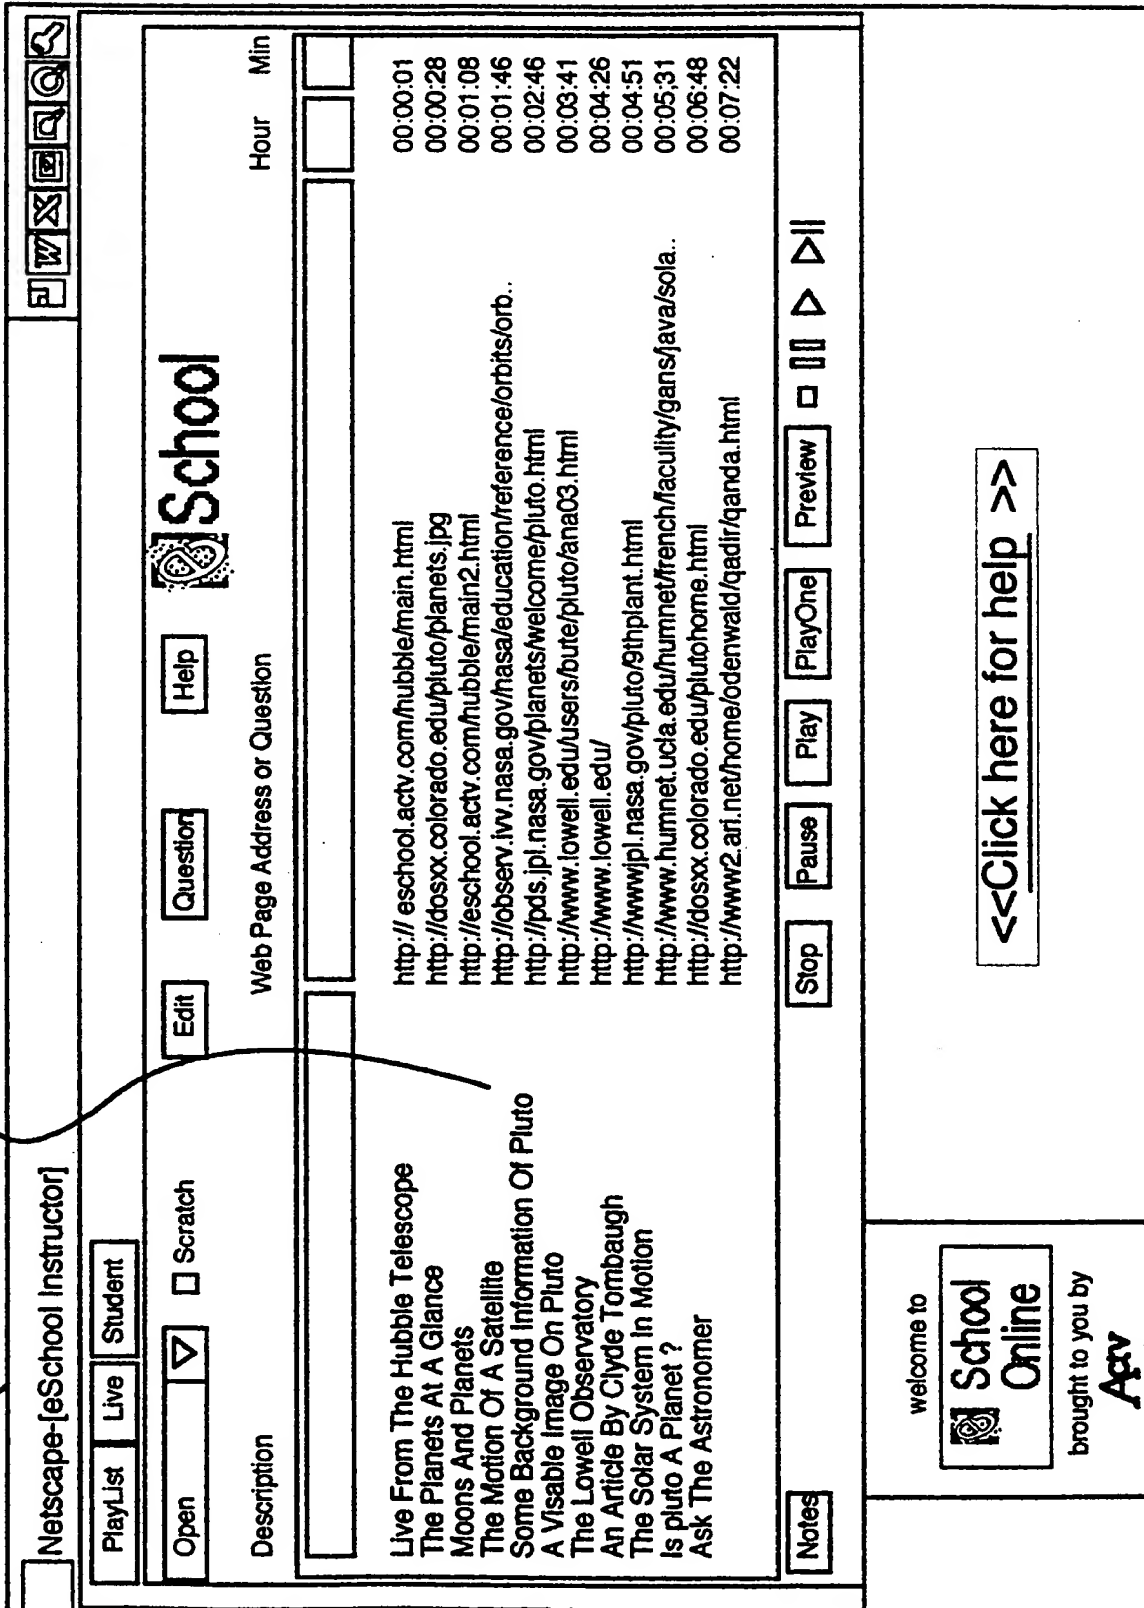 Netscape-[eSchool Instructor]
PlayList Live Student
Open Scratch Edit Question Help School
Description Web Page Address or Question Hour Min
Live From The Hubble Telescope http:// eschool.actv.com/hubble/main.html 00:00:01
The Planets At A Glance http://dosxx.colorado.edu/pluto/planets.jpg 00:00:28
Moons And Planets http://eschool.actv.com/hubble/main2.html 00:01:08
The Motion Of A Satellite http://observ.ivv.nasa.gov/nasa/education/reference/orbits/orb.. 00:01:46
Some Background Information Of Pluto http://pds.jpl.nasa.gov/planets/welcome/pluto.html 00:02:46
A Visable Image On Pluto http://www.lowell.edu/users/bute/pluto/ana03.html 00:03:41
The Lowell Observatory http://www.lowell.edu/ 00:04:26
An Article By Clyde Tombaugh http://wwwjpl.nasa.gov/pluto/9thplant.html 00:04:51
The Solar System In Motion http://www.humnet.ucla.edu/humnet/french/faculity/gans/java/sola.. 00:05;31
Is pluto A Planet ? http://dosxx.colorado.edu/plutohome.html 00:06:48
Ask The Astronomer http://www2.ari.net/home/odenwald/qadir/qanda.html 00:07:22
Notes Stop Pause Play PlayOne Preview
welcome to
School
Online
brought to you by
Actv
<<Click here for help >>